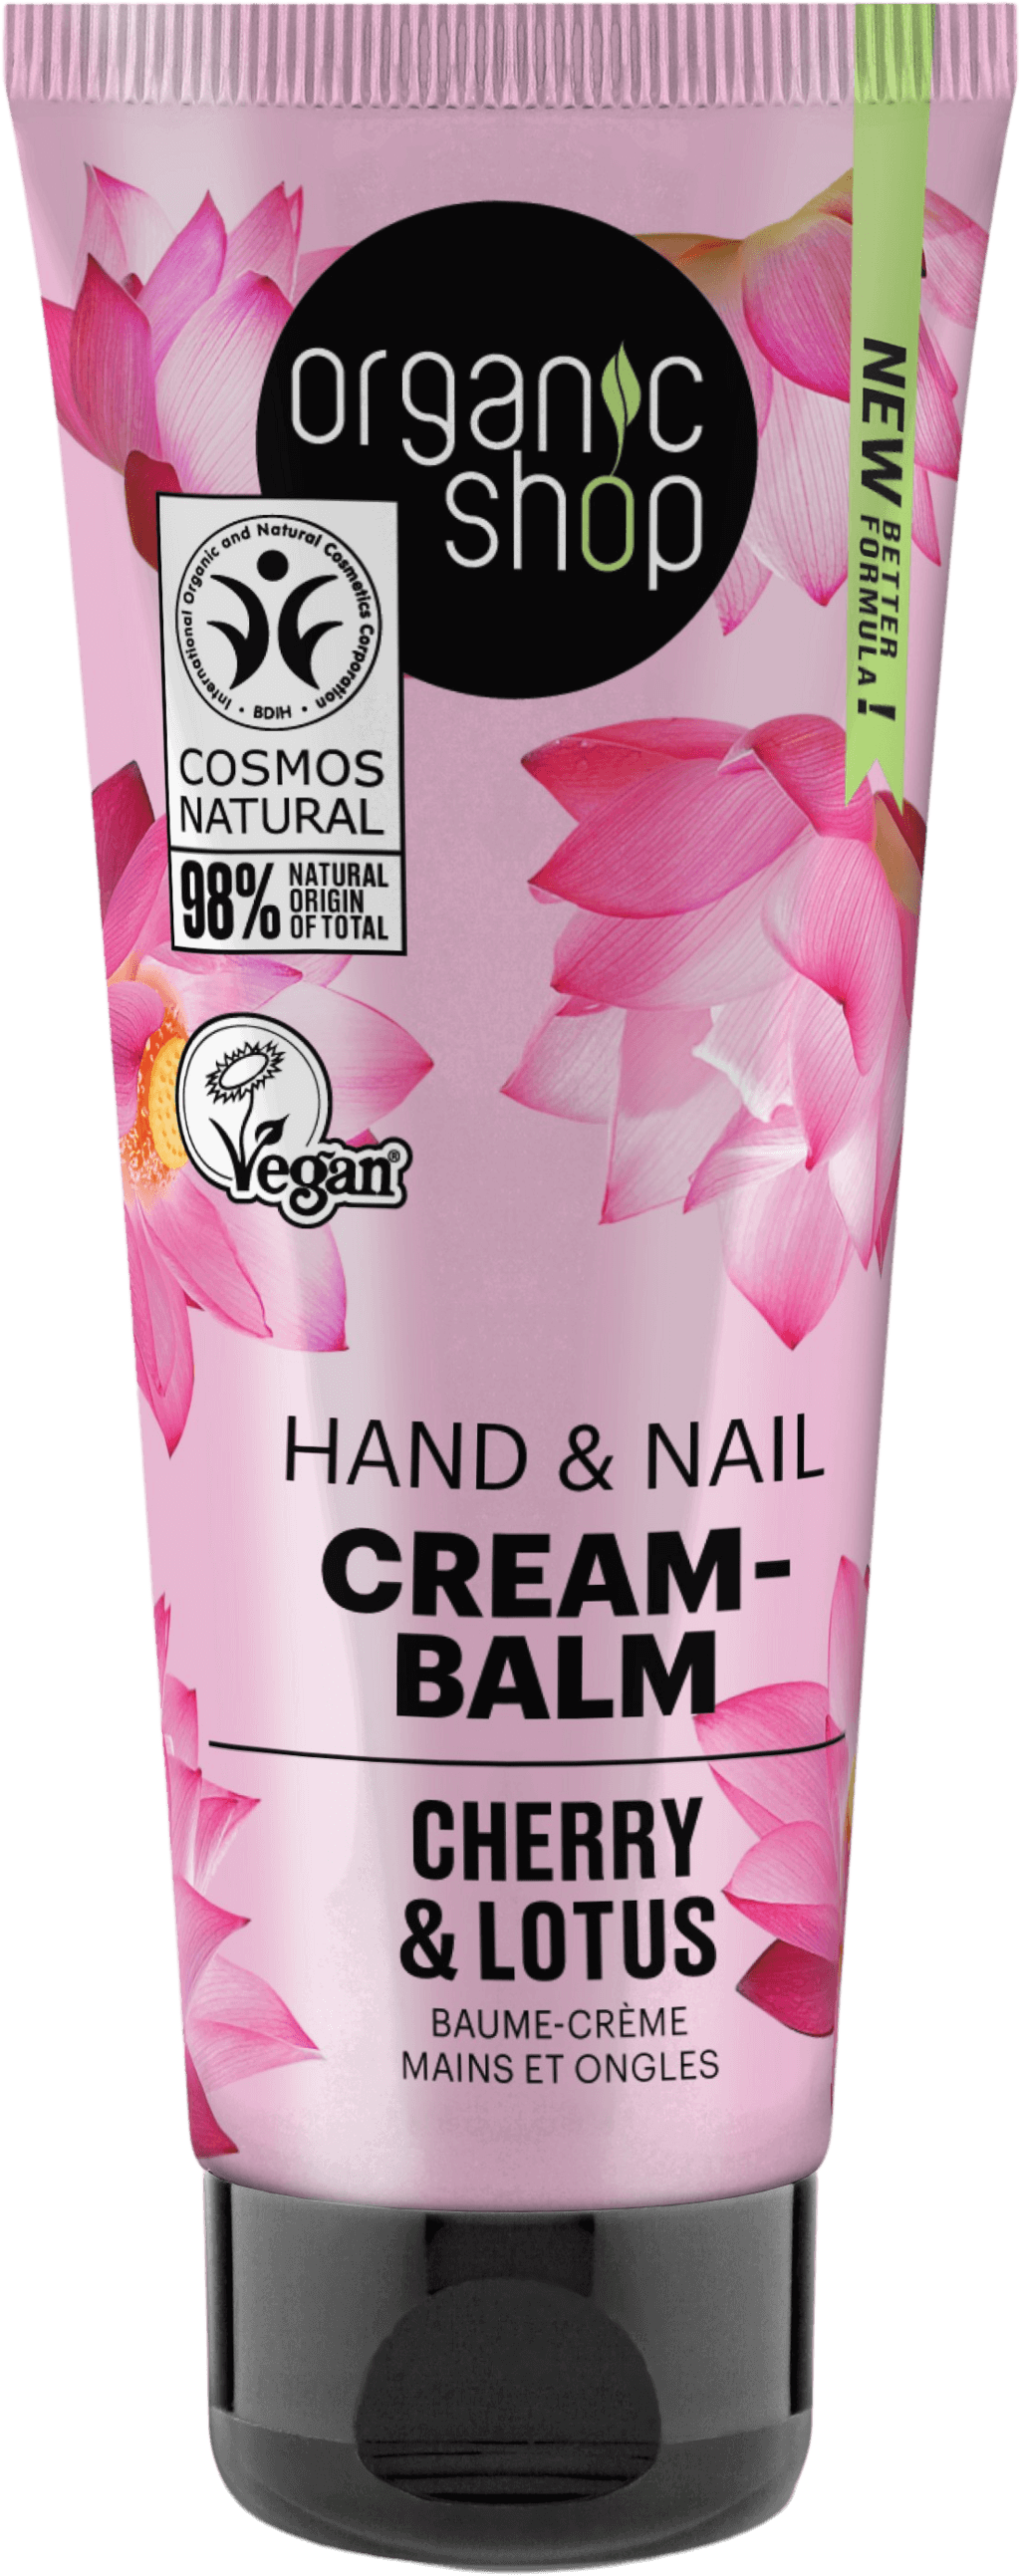 organic
shop
NEW BETTER
FORMULA!
International Organic and Natural Cosmetics Corporation
• BDIH •
COSMOS
NATURAL
98% NATURAL
ORIGIN
OF TOTAL
Vegan®
HAND & NAIL
CREAM-
BALM
CHERRY
& LOTUS
BAUME-CRÈME
MAINS ET ONGLES